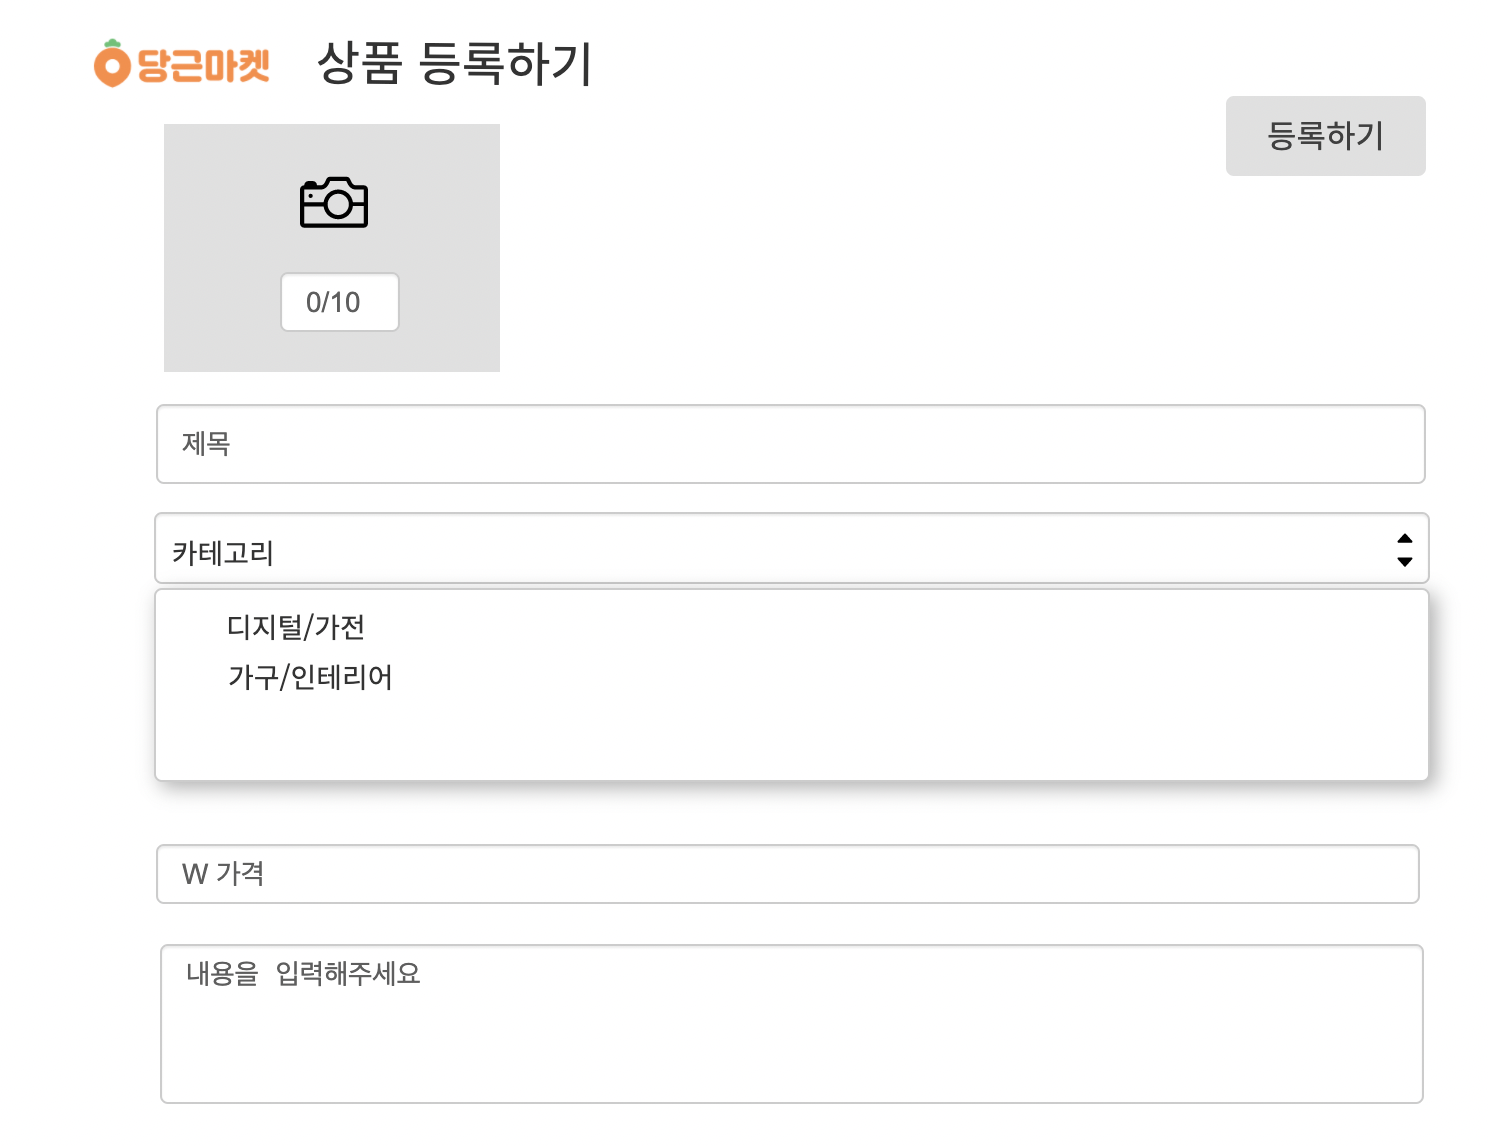 당근마켓 상품 등록하기
등록하기
0/10
제목
카테고리
디지털/가전
가구/인테리어
W 가격
내용을 입력해주세요